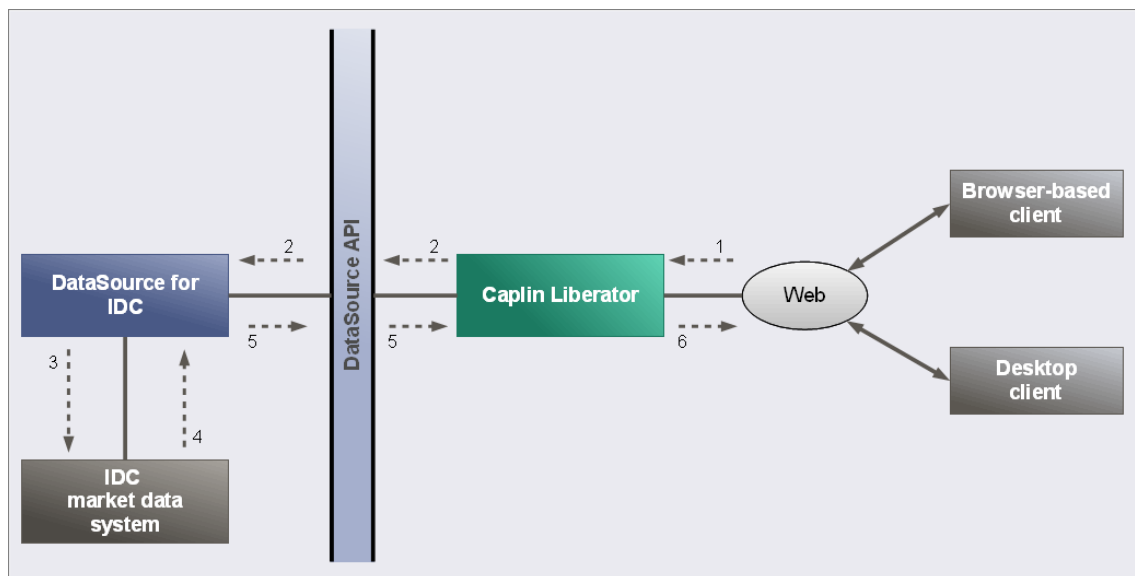 Browser-based
client
2
2
1
DataSource for
IDC
DataSource API
Caplin Liberator
Web
5
5
6
3
4
Desktop
client
IDC
market data
system